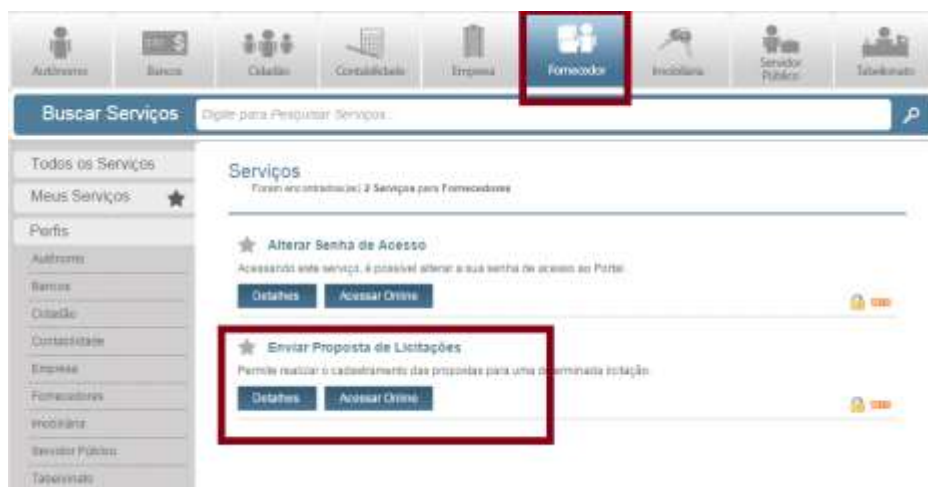 Autônomo
Bancos
Cidadão
Contabilidade
Empresa
Fornecedor
Imobiliária
Servidor
Público
Tabelionato
Buscar Serviços
Digite para Pesquisar Serviços...
Todos os Serviços
Meus Serviços
Perfis
Autônomo
Bancos
Cidadão
Contabilidade
Empresa
Fornecedores
Imobiliária
Servidor Público
Tabelionato
Serviços
Foram encontrados(as) 2 Serviços para Fornecedores
Alterar Senha de Acesso
Acessando este serviço, é possível alterar a sua senha de acesso ao Portal.
Detalhes
Acessar Online
Enviar Proposta de Licitações
Permite realizar o cadastramento das propostas para uma determinada licitação.
Detalhes
Acessar Online